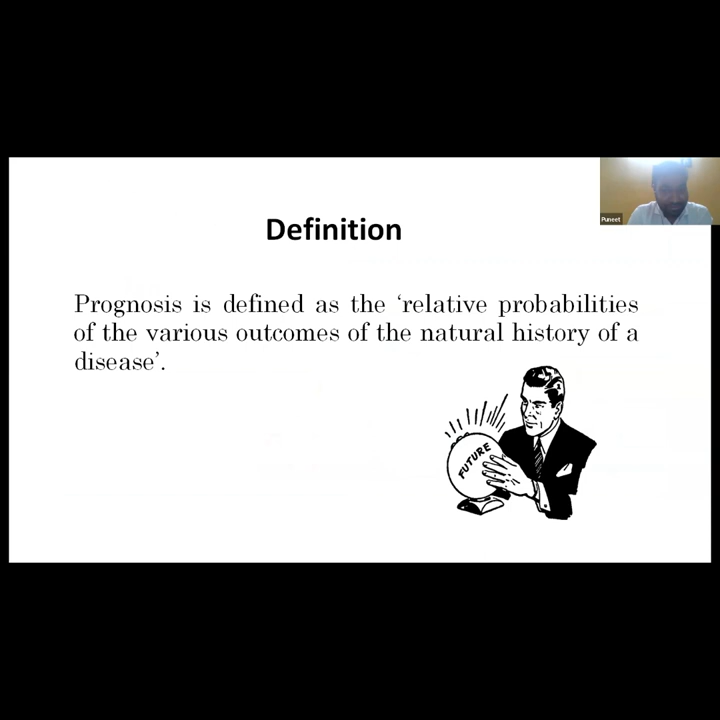 Puneet
Definition
Prognosis is defined as the ‘relative probabilities
of the various outcomes of the natural history of a
disease’.
FUTURE